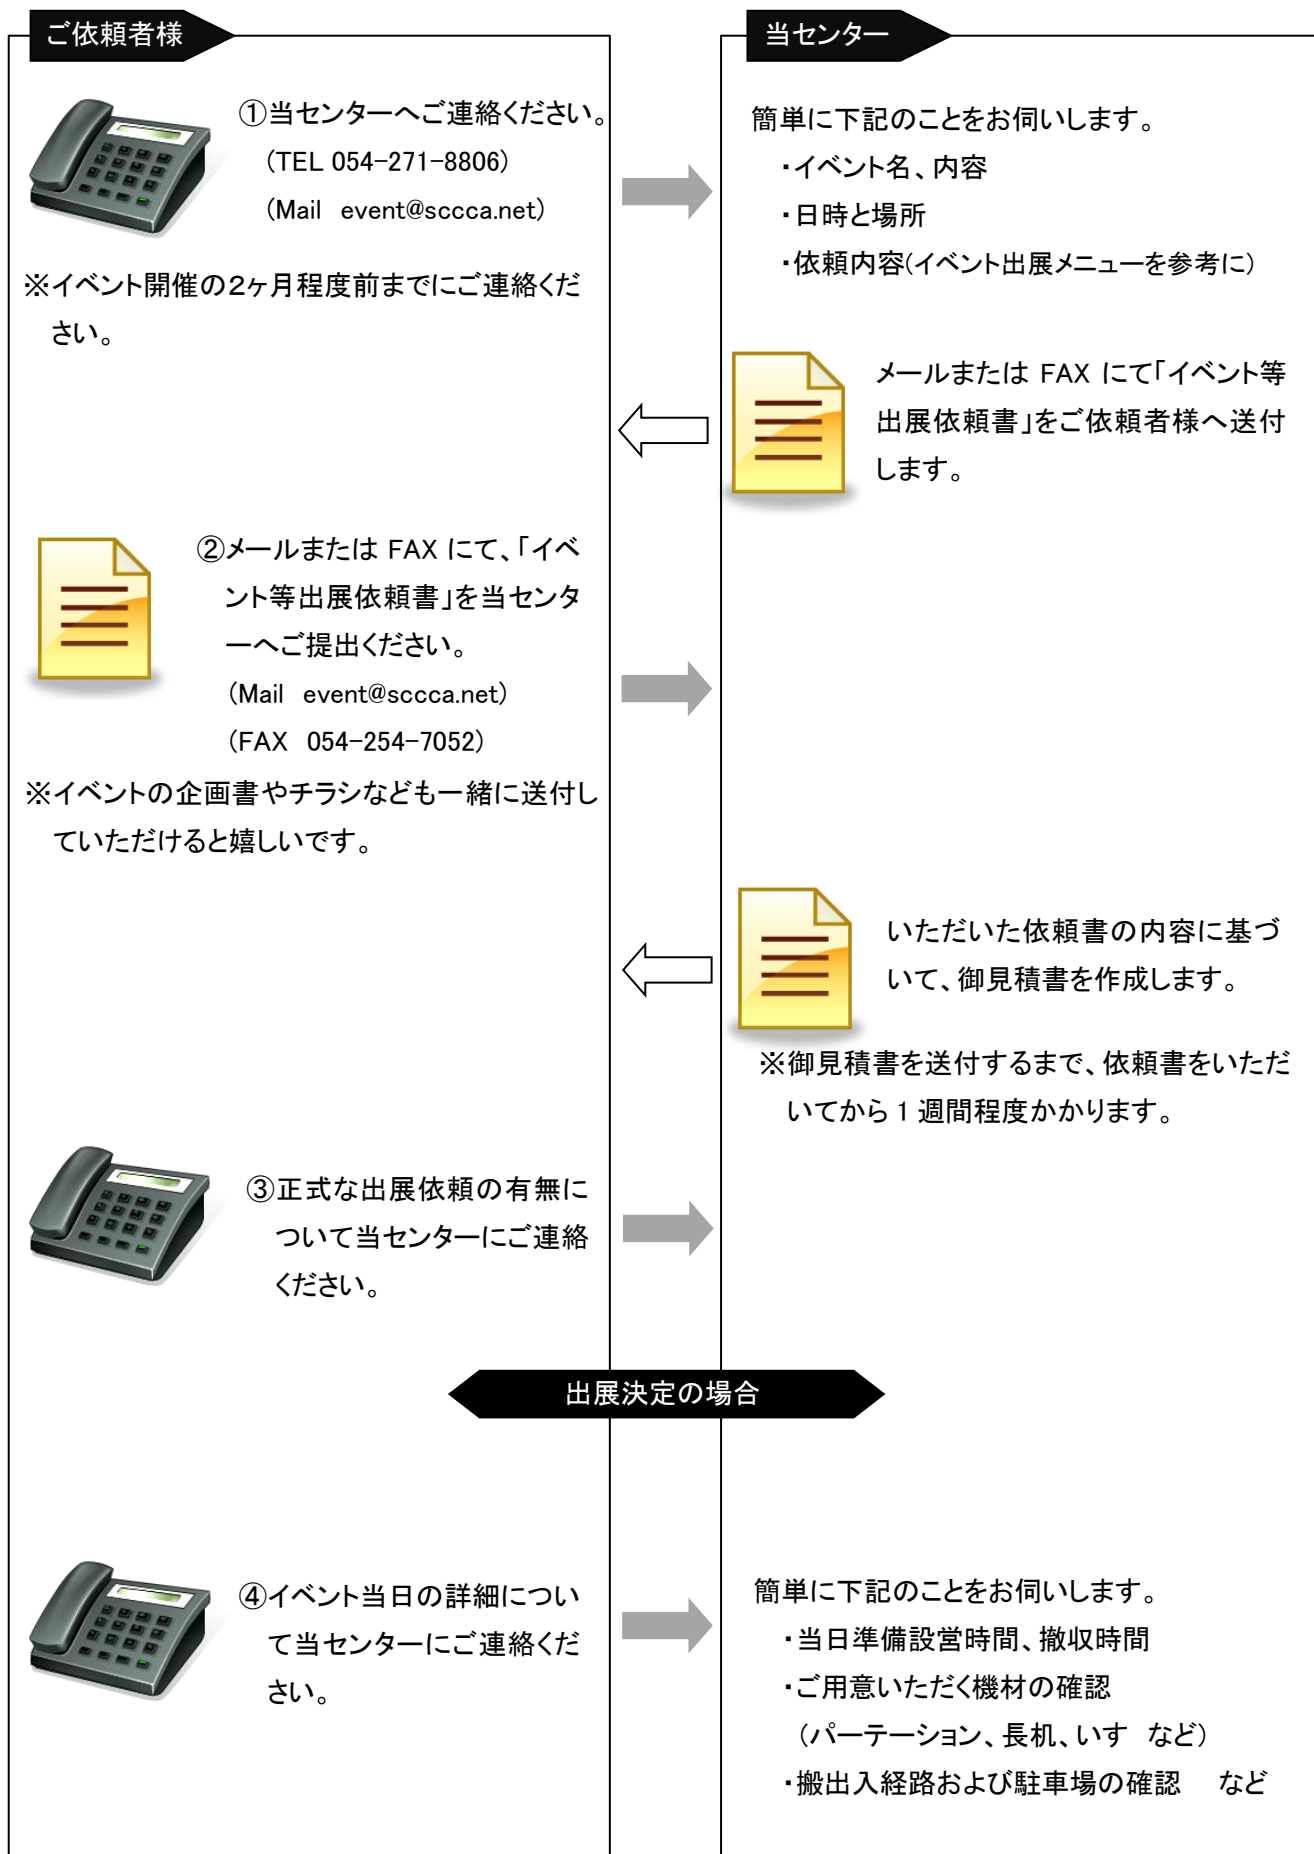 ご依頼者様
当センター
①当センターへご連絡ください。
(TEL 054-271-8806)
(Mail event@sccca.net)
※イベント開催の2ヶ月程度前までにご連絡くだ
さい。
簡単に下記のことをお伺いします。
・イベント名、内容
・日時と場所
・依頼内容(イベント出展メニューを参考に)
メールまたは FAX にて「イベント等
出展依頼書」をご依頼者様へ送付
します。
②メールまたは FAX にて、「イベ
ント等出展依頼書」を当センタ
ーへご提出ください。
(Mail event@sccca.net)
(FAX 054-254-7052)
※イベントの企画書やチラシなども一緒に送付し
ていただけると嬉しいです。
いただいた依頼書の内容に基づ
いて、御見積書を作成します。
※御見積書を送付するまで、依頼書をいただ
いてから 1 週間程度かかります。
③正式な出展依頼の有無に
ついて当センターにご連絡
ください。
出展決定の場合
④イベント当日の詳細につい
て当センターにご連絡くだ
さい。
簡単に下記のことをお伺いします。
・当日準備設営時間、撤収時間
・ご用意いただく機材の確認
(パーテーション、長机、いす など)
・搬出入経路および駐車場の確認 など